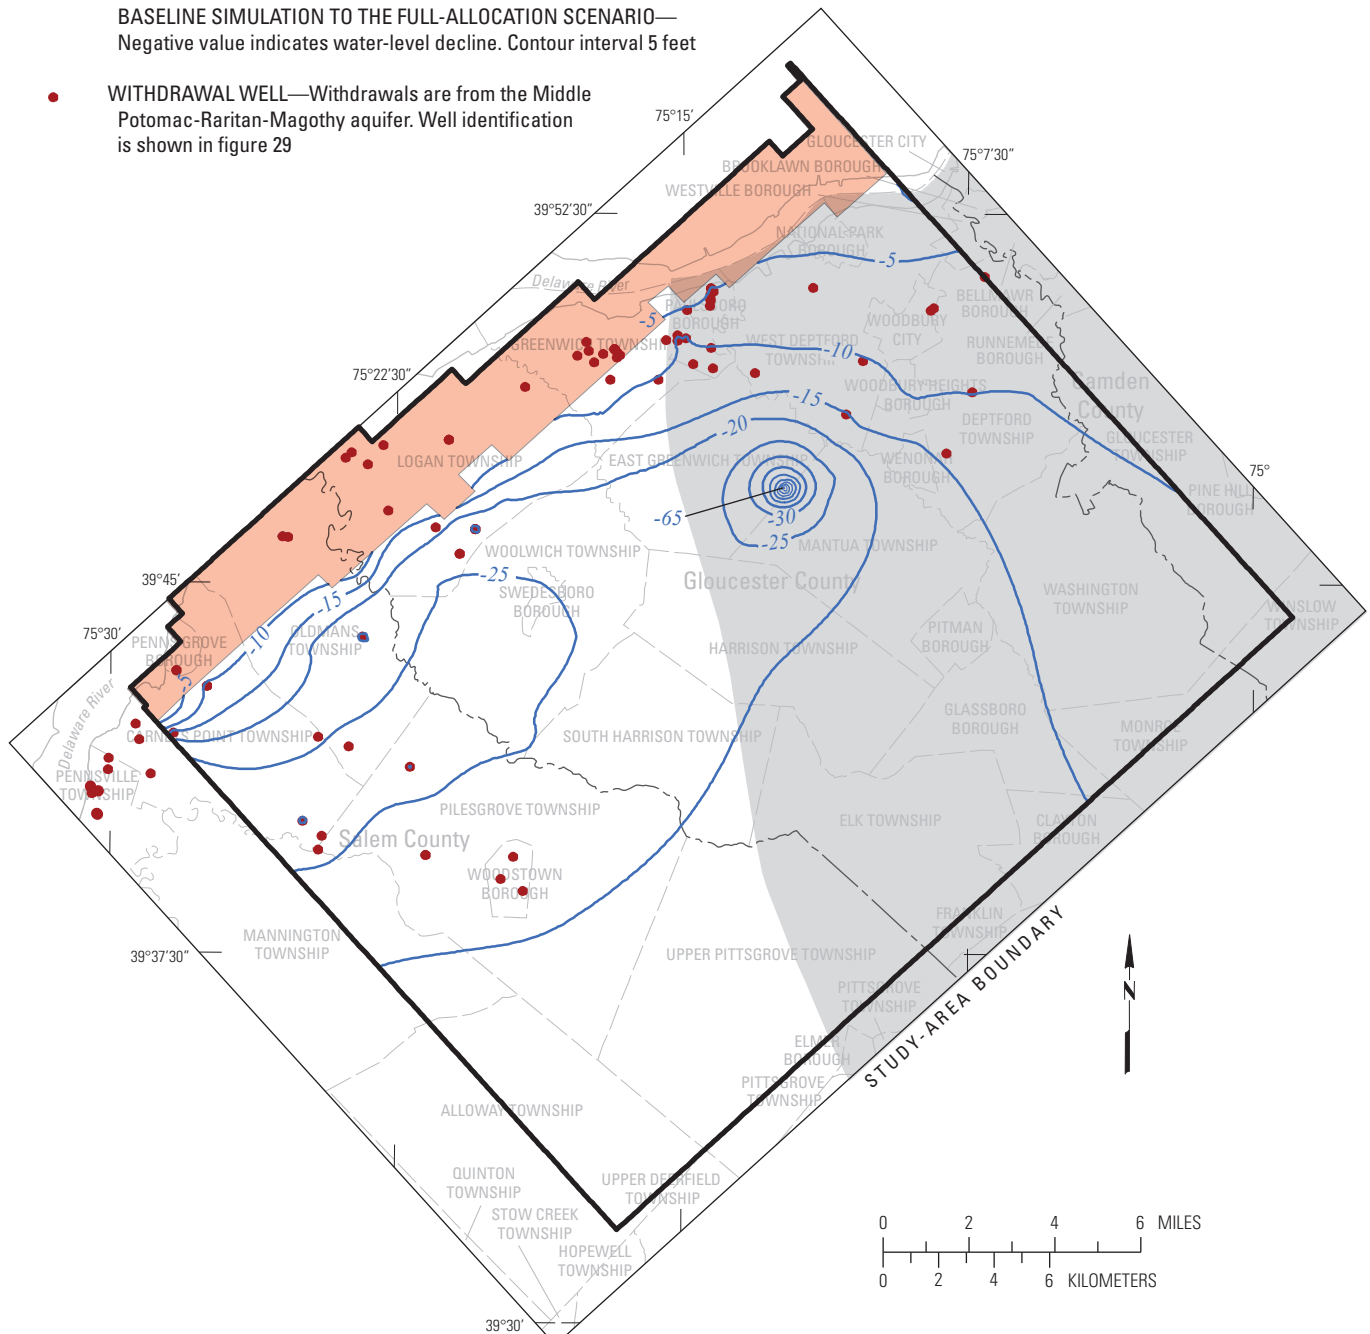 BASELINE SIMULATION TO THE FULL-ALLOCATION SCENARIO—
Negative value indicates water-level decline. Contour interval 5 feet
WITHDRAWAL WELL—Withdrawals are from the Middle
Potomac-Raritan-Magothy aquifer. Well identification
is shown in figure 29
75°15′
GLOUCESTER CITY
75°7′30″
BROOKLAWN BOROUGH
WESTVILLE BOROUGH
39°52′30″
NATIONAL PARK
BOROUGH
-5
Delaware River
BELLMAWR
BOROUGH
PAULSBORO
BOROUGH
-5
WOODBURY
CITY
WEST DEPTFORD
TOWNSHIP
GREENWICH TOWNSHIP
RUNNEMEDE
BOROUGH
-10
75°22′30″
Camden
County
WOODBURY HEIGHTS
BOROUGH
-15
DEPTFORD
TOWNSHIP
-20
GLOUCESTER
TOWNSHIP
LOGAN TOWNSHIP
EAST GREENWICH TOWNSHIP
WENONAH
BOROUGH
75°
PINE HILL
BOROUGH
-65
-30
-25
MANTUA TOWNSHIP
WOOLWICH TOWNSHIP
39°45′
-25
Gloucester County
SWEDESBORO
BOROUGH
WASHINGTON
TOWNSHIP
-15
WINSLOW
TOWNSHIP
75°30′
-10
OLDMANS
TOWNSHIP
PENNS GROVE
BOROUGH
PITMAN
BOROUGH
HARRISON TOWNSHIP
-5
Delaware River
GLASSBORO
BOROUGH
CARNEYS POINT TOWNSHIP
SOUTH HARRISON TOWNSHIP
MONROE
TOWNSHIP
PENNSVILLE
TOWNSHIP
PILESGROVE TOWNSHIP
ELK TOWNSHIP
CLAYTON
BOROUGH
Salem County
WOODSTOWN
BOROUGH
FRANKLIN
TOWNSHIP
MANNINGTON
TOWNSHIP
39°37′30″
UPPER PITTSGROVE TOWNSHIP
PITTSGROVE
TOWNSHIP
STUDY-AREA BOUNDARY
N
ELMER
BOROUGH
PITTSGROVE
TOWNSHIP
ALLOWAY TOWNSHIP
QUINTON
TOWNSHIP
UPPER DEERFIELD
TOWNSHIP
STOW CREEK
TOWNSHIP
HOPEWELL
TOWNSHIP
0 2 4 6 MILES
0 2 4 6 KILOMETERS
39°30′